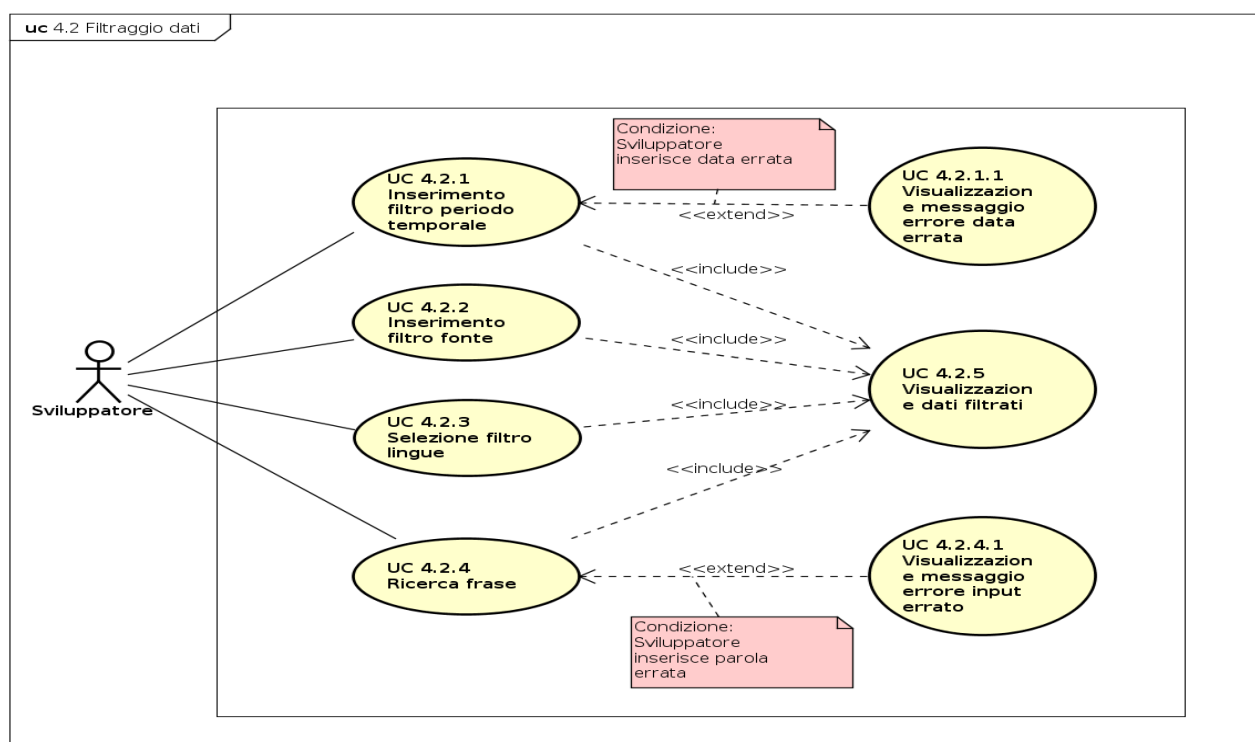 uc 4.2 Filtraggio dati
Condizione:
Sviluppatore
inserisce data errata
UC 4.2.1
Inserimento
filtro periodo
temporale
UC 4.2.1.1
Visualizzazion
e messaggio
errore data
errata
<<extend>>
<<include>>
UC 4.2.2
Inserimento
filtro fonte
<<include>>
UC 4.2.5
Visualizzazion
e dati filtrati
Sviluppatore
UC 4.2.3
Selezione filtro
lingue
<<include>>
<<include>>
UC 4.2.4
Ricerca frase
<<extend>>
UC 4.2.4.1
Visualizzazion
e messaggio
errore input
errato
Condizione:
Sviluppatore
inserisce parola
errata